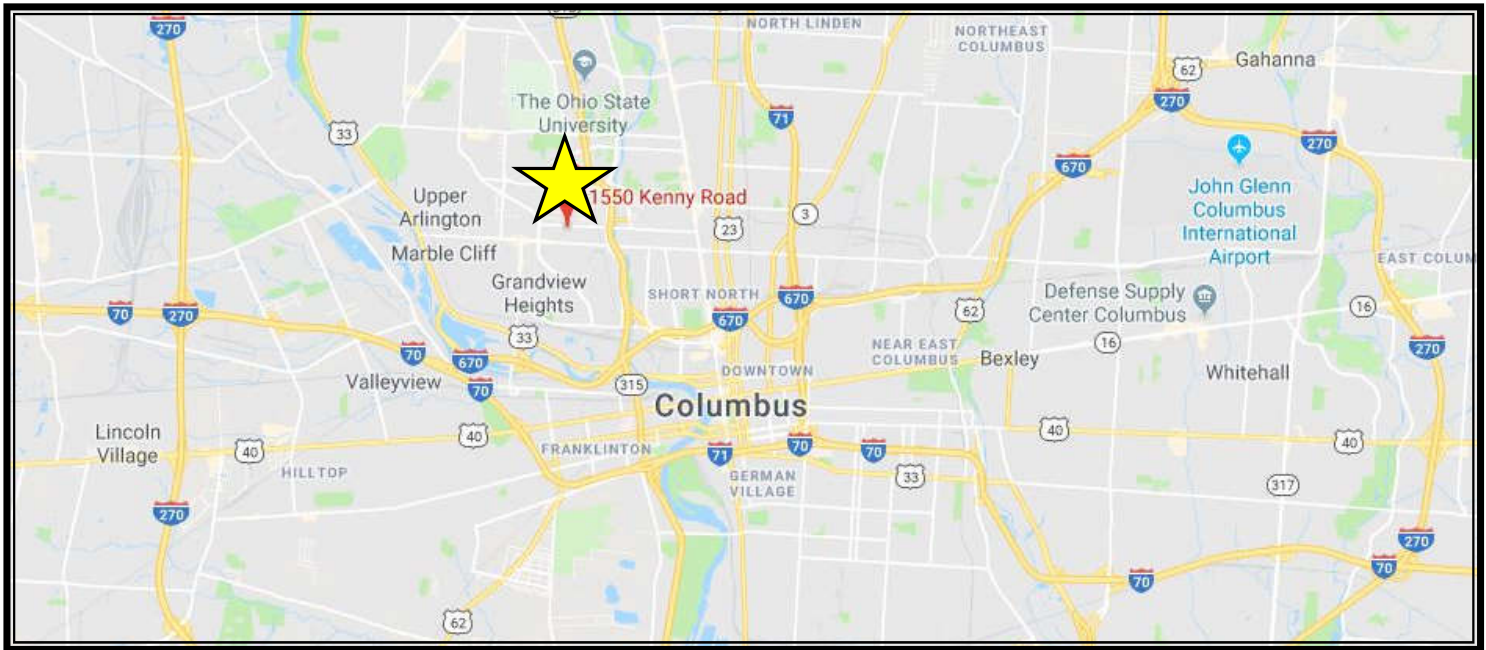 270
NORTH LINDEN
NORTHEAST
COLUMBUS
Gahanna
62
270
The Ohio State
University
71
33
270
670
Upper
Arlington
1550 Kenny Road
John Glenn
Columbus
International
Airport
3
23
Marble Cliff
EAST COLUM
Grandview
Heights
SHORT NORTH
670
Defense Supply
Center Columbus
16
70
270
670
62
33
16
270
NEAR EAST
COLUMBUS
Bexley
70
670
70
Valleyview
DOWNTOWN
Whitehall
315
Columbus
Lincoln
Village
40
40
40
40
FRANKLINTON
71
70
70
HILLTOP
GERMAN
VILLAGE
33
317
270
270
70
70
62